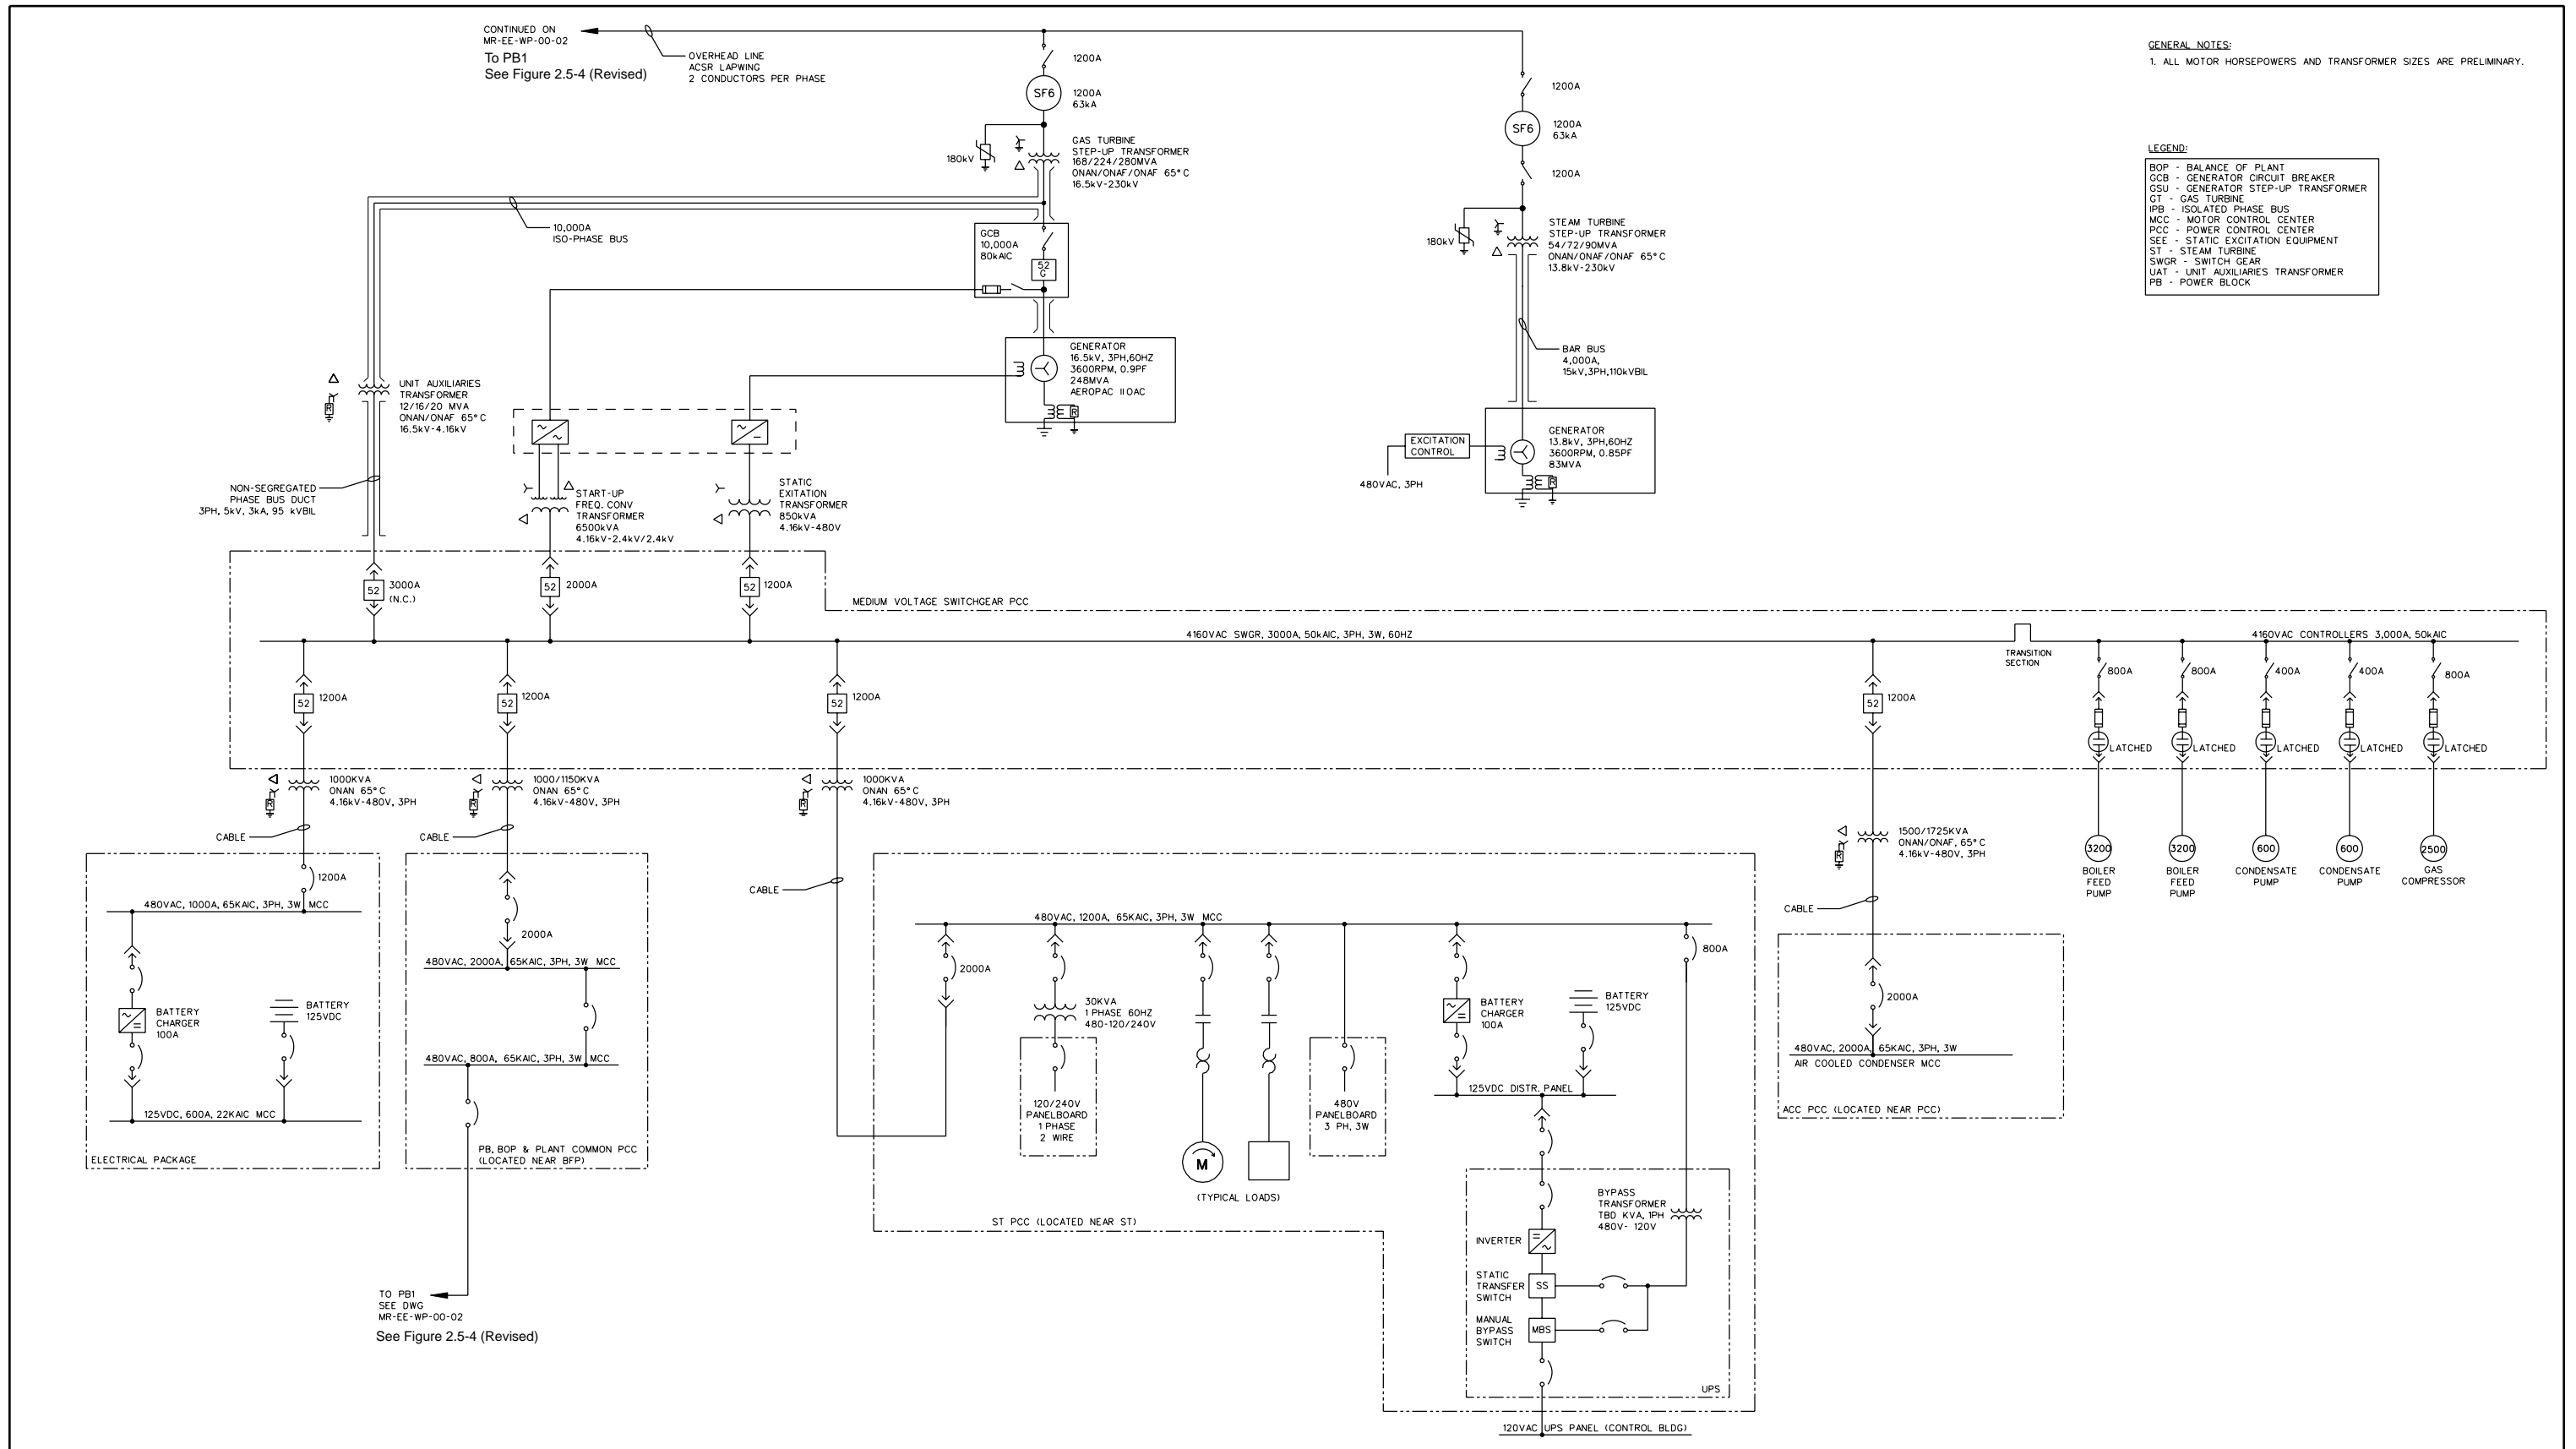 CONTINUED ON
MR-EE-WP-00-02
To PB1
See Figure 2.5-4 (Revised)
OVERHEAD LINE
ACSR LAPWING
2 CONDUCTORS PER PHASE
1200A
SF6
1200A
63kA
180kV
GAS TURBINE
STEP-UP TRANSFORMER
168/224/280MVA
ONAN/ONAF/ONAF 65°C
16.5kV-230kV
1200A
SF6
1200A
63kA
1200A
180kV
STEAM TURBINE
STEP-UP TRANSFORMER
54/72/90MVA
ONAN/ONAF/ONAF 65°C
13.8kV-230kV
GENERAL NOTES:
1. ALL MOTOR HORSEPOWERS AND TRANSFORMER SIZES ARE PRELIMINARY.
LEGEND:
BOP - BALANCE OF PLANT
GCB - GENERATOR CIRCUIT BREAKER
GSU - GENERATOR STEP-UP TRANSFORMER
GT - GAS TURBINE
IPB - ISOLATED PHASE BUS
MCC - MOTOR CONTROL CENTER
PCC - POWER CONTROL CENTER
SEE - STATIC EXCITATION EQUIPMENT
ST - STEAM TURBINE
SWGR - SWITCH GEAR
UAT - UNIT AUXILIARIES TRANSFORMER
PB - POWER BLOCK
10,000A
ISO-PHASE BUS
GCB
10,000A
80kAIC
52
G
GENERATOR
16.5kV, 3PH,60HZ
3600RPM, 0.9PF
248MVA
AEROPAC II OAC
R
BAR BUS
4,000A,
15kV,3PH,110kVBIL
EXCITATION
CONTROL
480VAC, 3PH
GENERATOR
13.8kV, 3PH,60HZ
3600RPM, 0.85PF
83MVA
R
R
UNIT AUXILIARIES
TRANSFORMER
12/16/20 MVA
ONAN/ONAF 65°C
16.5kV-4.16kV
NON-SEGREGATED
PHASE BUS DUCT
3PH, 5kV, 3kA, 95 kVBIL
START-UP
FREQ. CONV
TRANSFORMER
6500kVA
4.16kV-2.4kV/2.4kV
STATIC
EXITATION
TRANSFORMER
850kVA
4.16kV-480V
52
3000A
(N.C.)
52
2000A
52
1200A
MEDIUM VOLTAGE SWITCHGEAR PCC
4160VAC SWGR, 3000A, 50kAIC, 3PH, 3W, 60HZ
TRANSITION
SECTION
4160VAC CONTROLLERS 3,000A, 50kAIC
52
1200A
52
1200A
52
1200A
52
1200A
800A
800A
400A
400A
800A
LATCHED
LATCHED
LATCHED
LATCHED
LATCHED
R
1000KVA
ONAN 65°C
4.16kV-480V, 3PH
R
1000/1150KVA
ONAN 65°C
4.16kV-480V, 3PH
R
1000KVA
ONAN 65°C
4.16kV-480V, 3PH
R
1500/1725KVA
ONAN/ONAF, 65°C
4.16kV-480V, 3PH
3200
BOILER
FEED
PUMP
3200
BOILER
FEED
PUMP
600
CONDENSATE
PUMP
600
CONDENSATE
PUMP
2500
GAS
COMPRESSOR
CABLE
CABLE
CABLE
CABLE
1200A
480VAC, 1000A, 65KAIC, 3PH, 3W MCC
BATTERY
CHARGER
100A
BATTERY
125VDC
125VDC, 600A, 22KAIC MCC
ELECTRICAL PACKAGE
2000A
480VAC, 2000A, 65KAIC, 3PH, 3W MCC
480VAC, 800A, 65KAIC, 3PH, 3W MCC
PB, BOP & PLANT COMMON PCC
(LOCATED NEAR BFP)
TO PB1
SEE DWG
MR-EE-WP-00-02
See Figure 2.5-4 (Revised)
480VAC, 1200A, 65KAIC, 3PH, 3W MCC
2000A
30KVA
1 PHASE 60HZ
480-120/240V
120/240V
PANELBOARD
1 PHASE
2 WIRE
M
(TYPICAL LOADS)
480V
PANELBOARD
3 PH, 3W
BATTERY
CHARGER
100A
BATTERY
125VDC
800A
125VDC DISTR. PANEL
ST PCC (LOCATED NEAR ST)
BYPASS
TRANSFORMER
TBD KVA, 1PH
480V- 120V
INVERTER
STATIC
TRANSFER
SWITCH
SS
MANUAL
BYPASS
SWITCH
MBS
UPS
120VAC UPS PANEL (CONTROL BLDG)
2000A
480VAC, 2000A, 65KAIC, 3PH, 3W
AIR COOLED CONDENSER MCC
ACC PCC (LOCATED NEAR PCC)